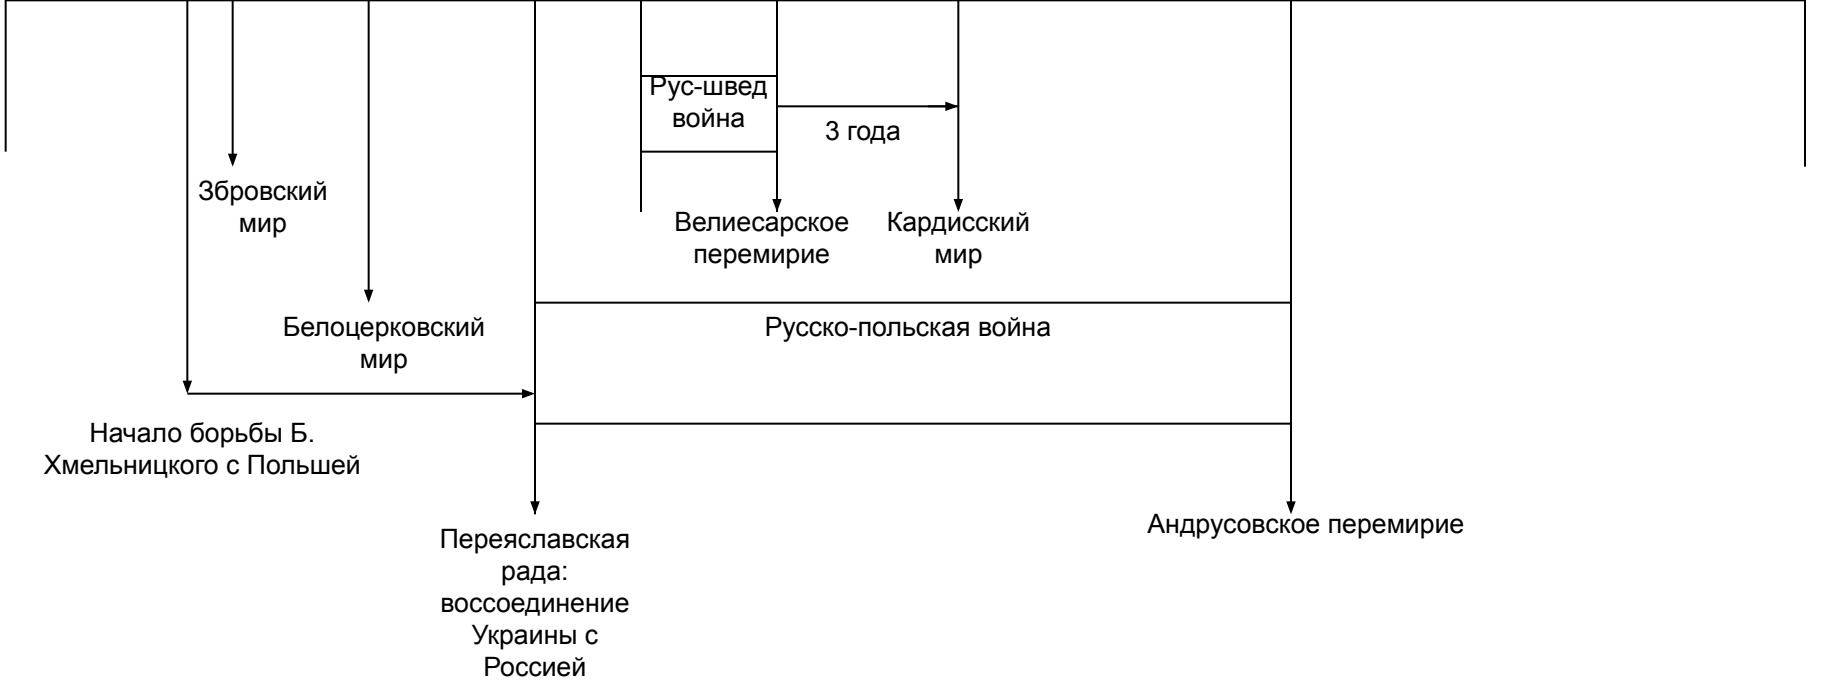 Рус-швед
война
3 года
Збровский
мир
Велиесарское
перемирие
Кардисский
мир
Белоцерковский
мир
Русско-польская война
Начало борьбы Б.
Хмельницкого с Польшей
Переяславская
рада:
воссоединение
Украины с
Россией
Андрусовское перемирие